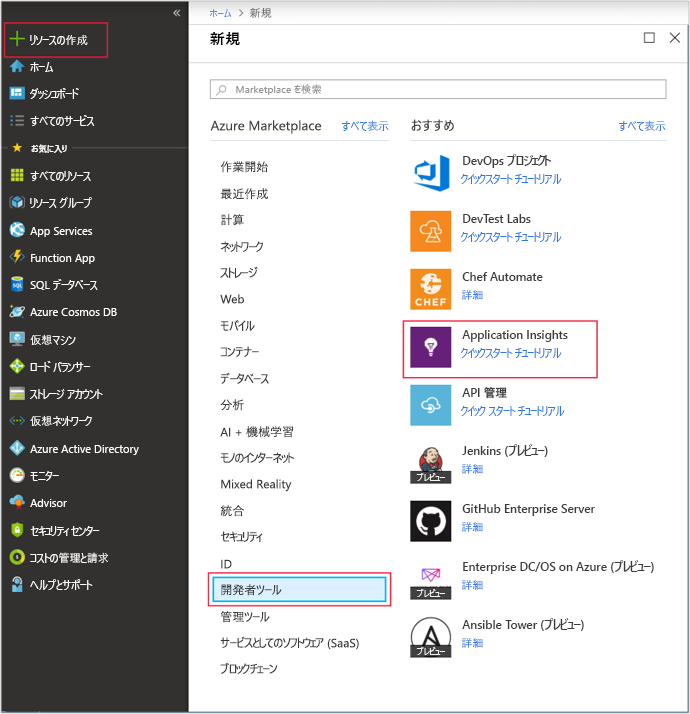 «
リソースの作成
ホーム
ダッシュボード
すべてのサービス
お気に入り
すべてのリソース
リソース グループ
App Services
Function App
SQL データベース
Azure Cosmos DB
仮想マシン
ロード バランサー
ストレージ アカウント
仮想ネットワーク
Azure Active Directory
モニター
Advisor
セキュリティ センター
コストの管理と請求
ヘルプとサポート
ホーム > 新規
新規
Marketplace を検索
Azure Marketplace すべて表示
作業開始
最近作成
計算
ネットワーク
ストレージ
Web
モバイル
コンテナー
データベース
分析
AI + 機械学習
モノのインターネット
Mixed Reality
統合
セキュリティ
ID
開発者ツール
管理ツール
サービスとしてのソフトウェア (SaaS)
ブロックチェーン
おすすめ すべて表示
DevOps プロジェクト
クイックスタート チュートリアル
DevTest Labs
クイックスタート チュートリアル
CHEF
Chef Automate
詳細
Application Insights
クイックスタート チュートリアル
API 管理
クイック スタート チュートリアル
Jenkins (プレビュー)
詳細
プレビュー
GitHub Enterprise Server
詳細
Enterprise DC/OS on Azure (プレビュー)
詳細
プレビュー
Ansible Tower (プレビュー)
詳細
プレビュー